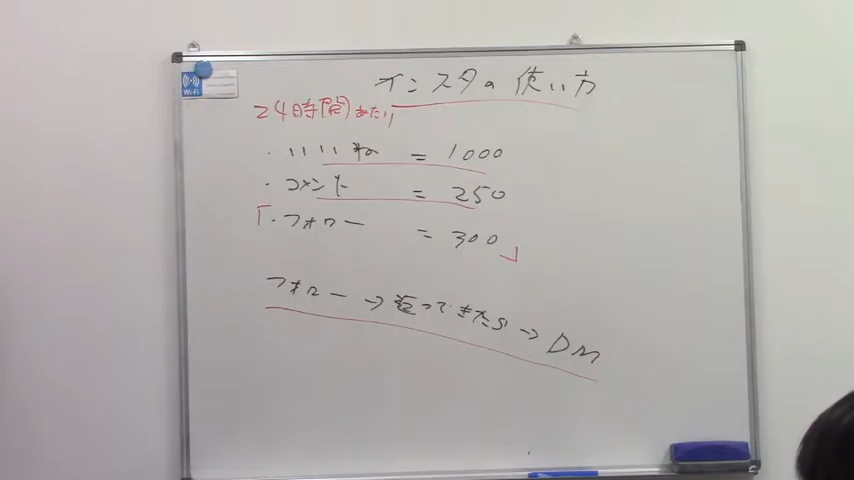 インスタの使い方
24時間あたり
・いいね = 1000
・コメント = 250
「・フォロー = 300」
フォロー → 返ってきたら → DM
Wi-Fi